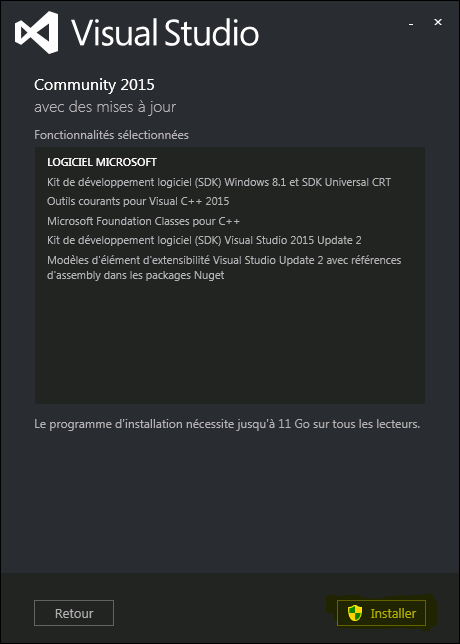 Visual Studio
Community 2015
avec des mises à jour
Fonctionnalités sélectionnées
LOGICIEL MICROSOFT
Kit de développement logiciel (SDK) Windows 8.1 et SDK Universal CRT
Outils courants pour Visual C++ 2015
Microsoft Foundation Classes pour C++
Kit de développement logiciel (SDK) Visual Studio 2015 Update 2
Modèles d'élément d'extensibilité Visual Studio Update 2 avec références
d'assembly dans les packages Nuget
Le programme d'installation nécessite jusqu'à 11 Go sur tous les lecteurs.
Retour
Installer